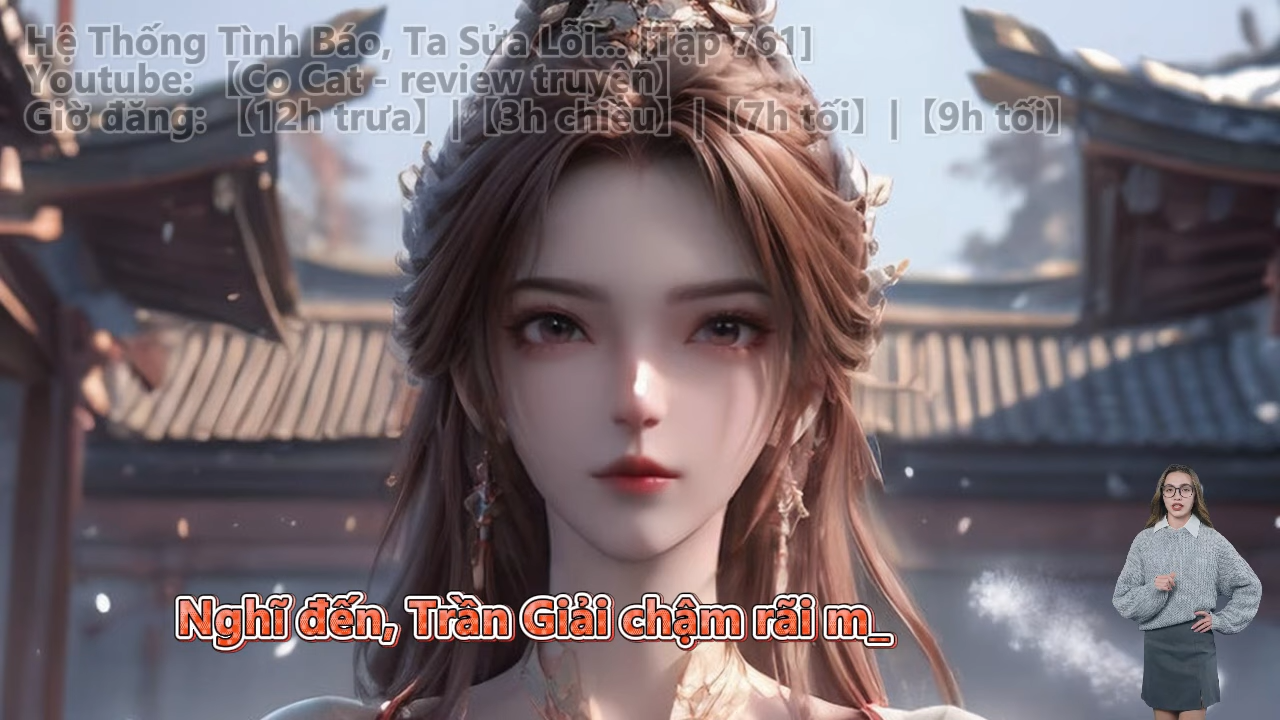 Hệ Thống Tình Báo, Ta Sửa Lỗi... [Tập 761]
Youtube: 【Cọ Cat - review truyện】
Giờ đăng: 【12h trưa】 | 【3h chiều】 | 【7h tối】 | 【9h tối】
Nghĩ đến, Trần Giải chậm rãi m_